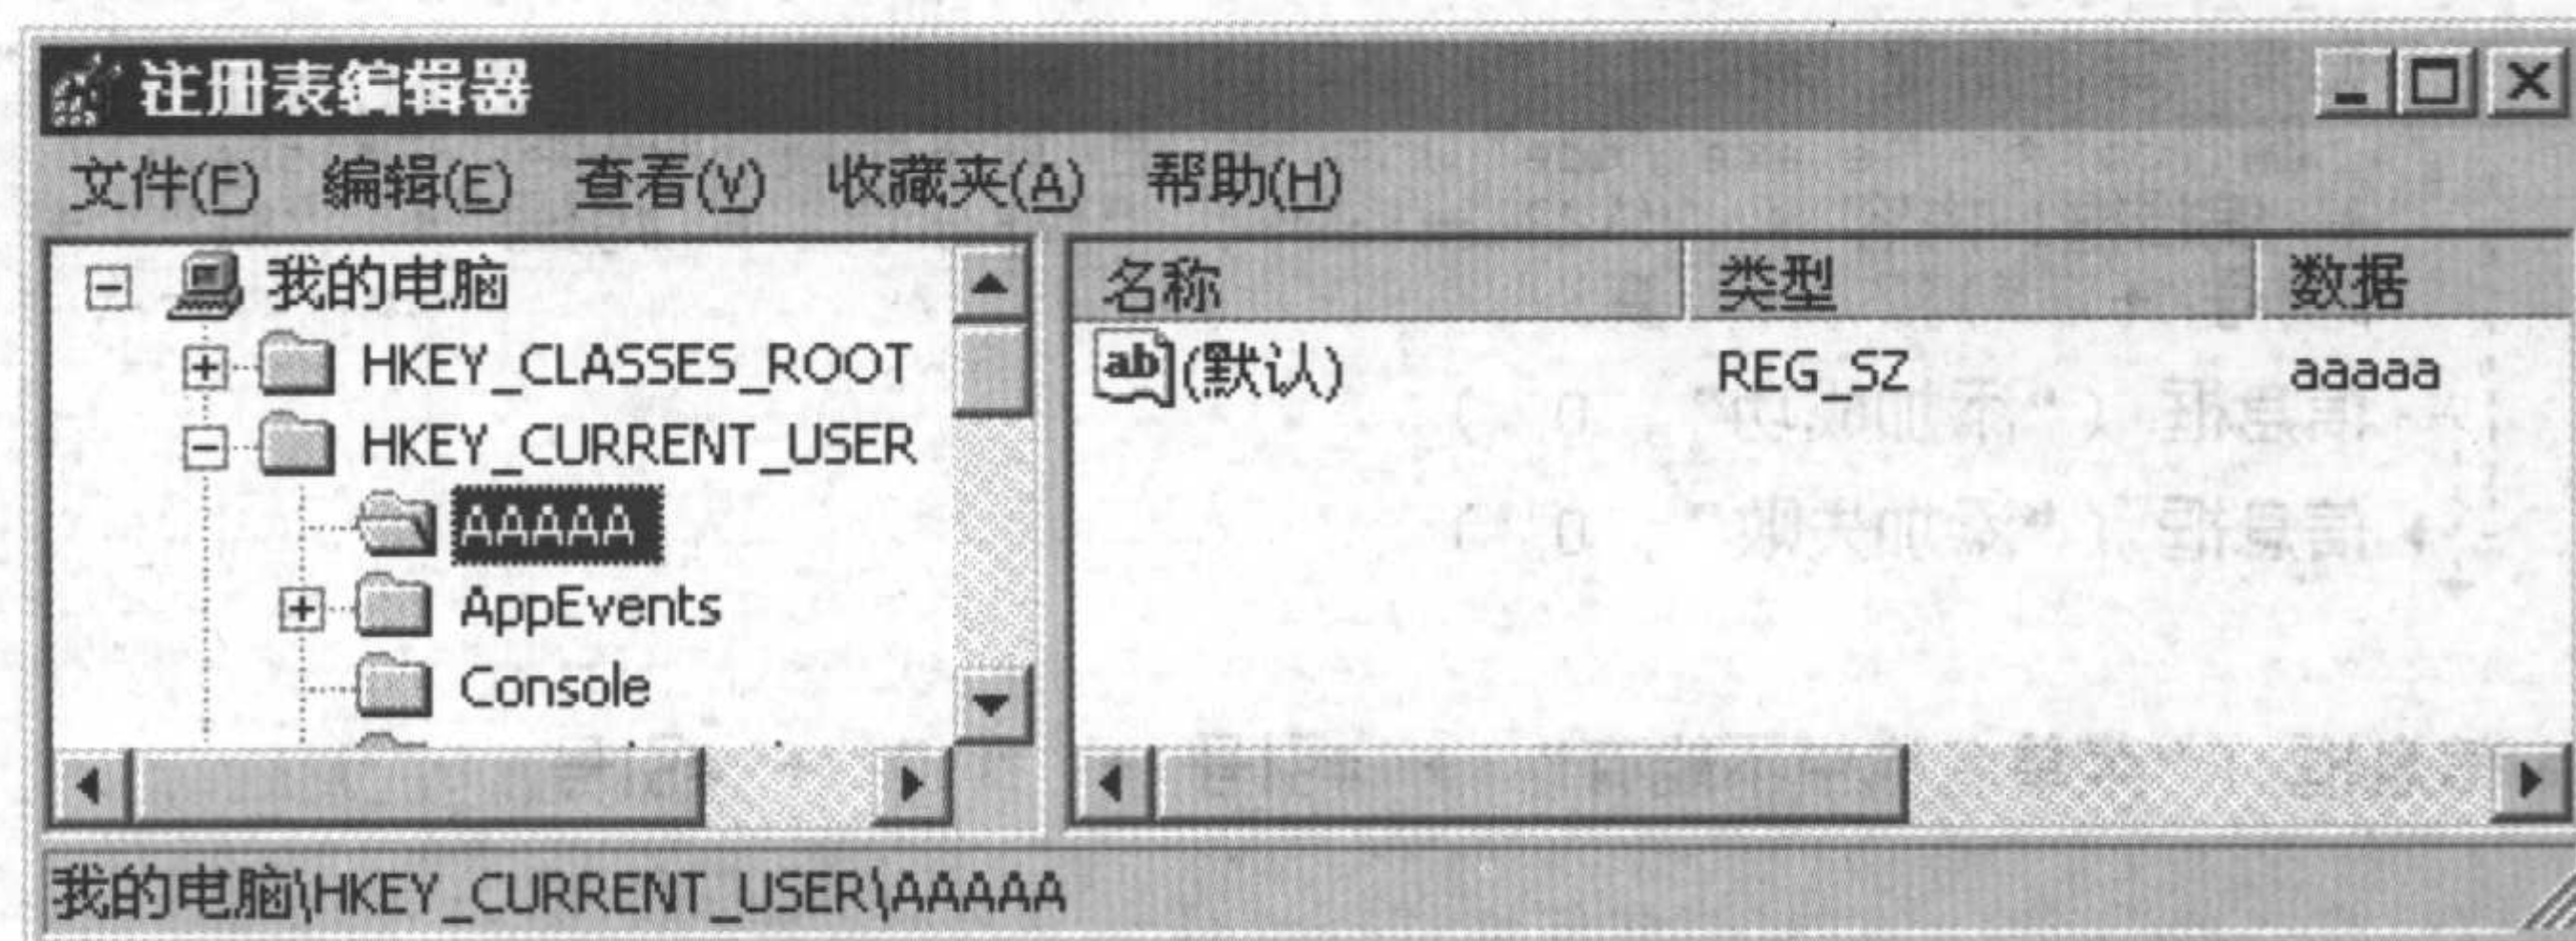 注册表编辑器
文件(F) 编辑(E) 查看(V) 收藏夹(A) 帮助(H)
我的电脑
HKEY_CLASSES_ROOT
HKEY_CURRENT_USER
AAAAA
AppEvents
Console
名称 类型 数据
ab (默认) REG_SZ aaaaa
我的电脑\HKEY_CURRENT_USER\AAAAA